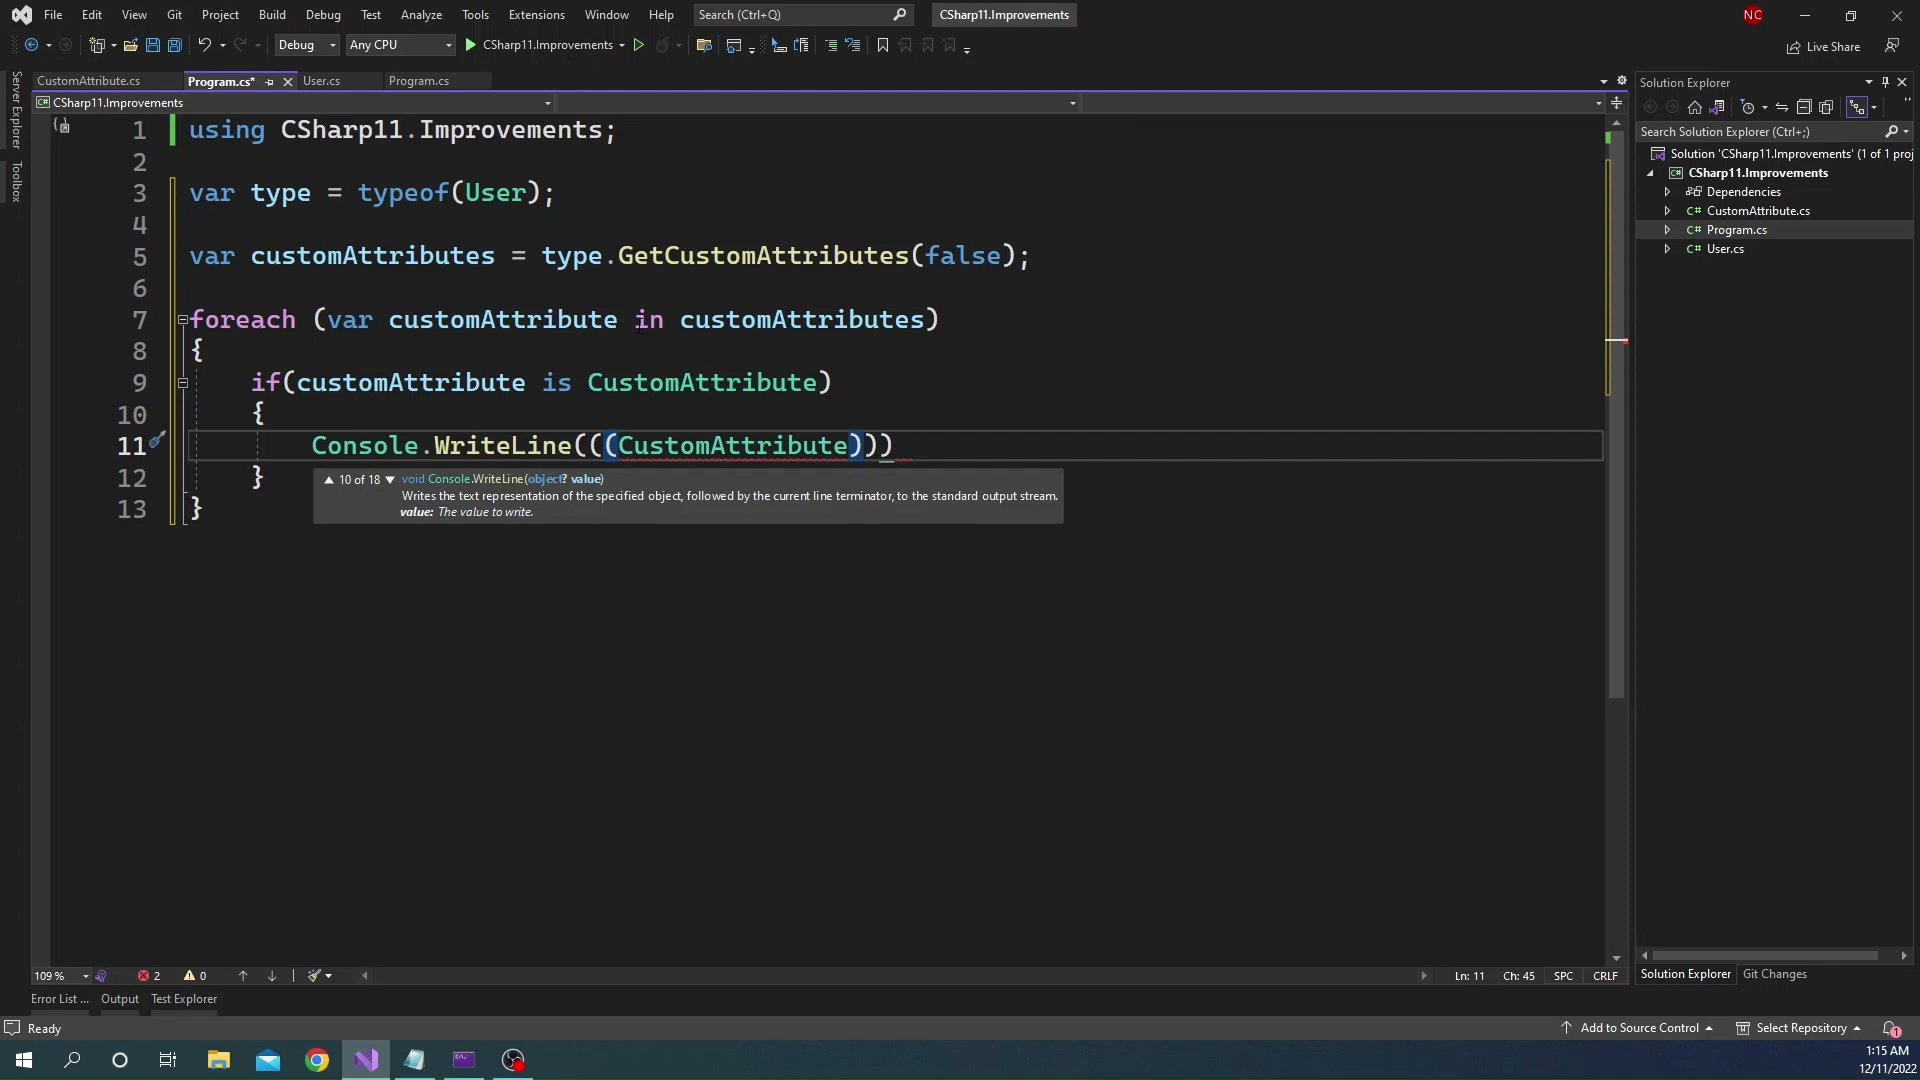 File Edit View Git Project Build Debug Test Analyze Tools Extensions Window Help Search (Ctrl+Q) CSharp11.Improvements NC
Debug Any CPU CSharp11.Improvements Live Share
Server Explorer
Toolbox
CustomAttribute.cs Program.cs* User.cs Program.cs
C# CSharp11.Improvements
1 using CSharp11.Improvements;
2
3 var type = typeof(User);
4
5 var customAttributes = type.GetCustomAttributes(false);
6
7 foreach (var customAttribute in customAttributes)
8 {
9 if(customAttribute is CustomAttribute)
10 {
11 Console.WriteLine(((CustomAttribute)))
12 }
13 }
10 of 18 void Console.WriteLine(object? value)
Writes the text representation of the specified object, followed by the current line terminator, to the standard output stream.
value: The value to write.
Solution Explorer
Search Solution Explorer (Ctrl+;)
Solution 'CSharp11.Improvements' (1 of 1 proj
C# CSharp11.Improvements
Dependencies
C# CustomAttribute.cs
C# Program.cs
C# User.cs
109 % 2 0 Ln: 11 Ch: 45 SPC CRLF
Solution Explorer Git Changes
Error List ... Output Test Explorer
Ready Add to Source Control Select Repository 1
1:15 AM
12/11/2022